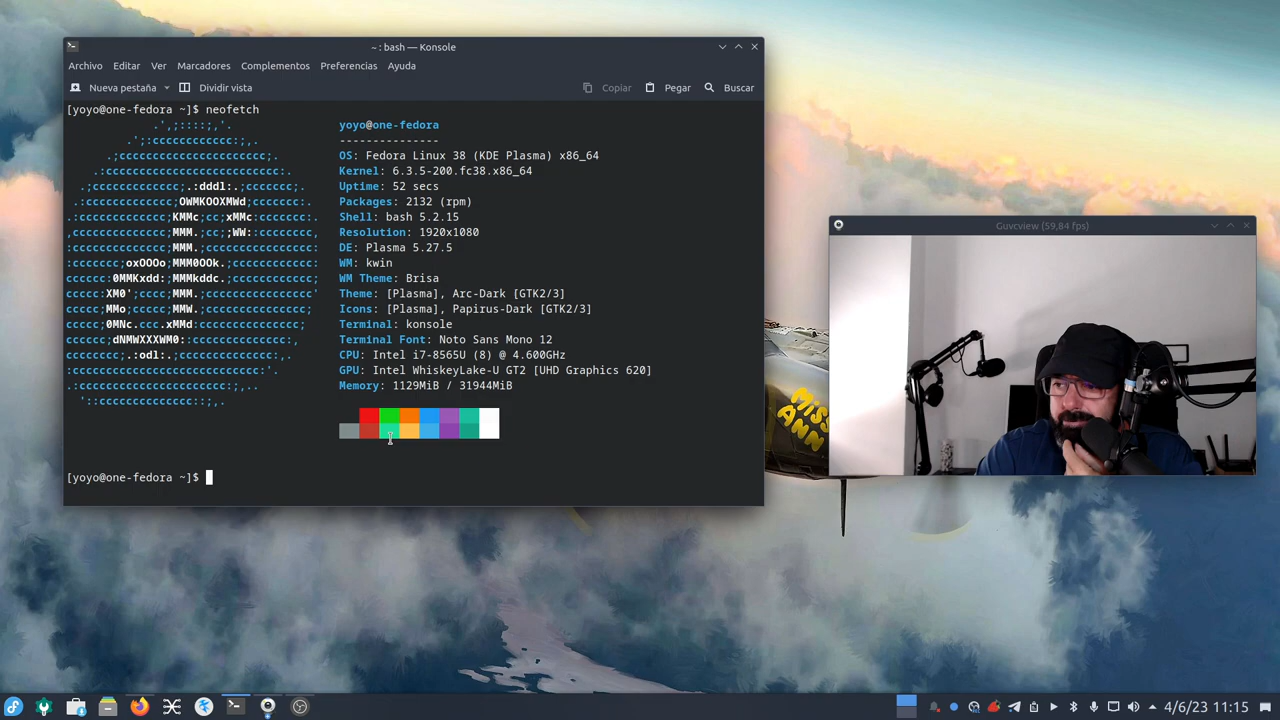 ~ : bash — Konsole
Archivo Editar Ver Marcadores Complementos Preferencias Ayuda
Nueva pestaña Dividir vista Copiar Pegar Buscar
[yoyo@one-fedora ~]$ neofetch
yoyo@one-fedora
---------------
OS: Fedora Linux 38 (KDE Plasma) x86_64
Kernel: 6.3.5-200.fc38.x86_64
Uptime: 52 secs
Packages: 2132 (rpm)
Shell: bash 5.2.15
Resolution: 1920x1080
DE: Plasma 5.27.5
WM: kwin
WM Theme: Brisa
Theme: [Plasma], Arc-Dark [GTK2/3]
Icons: [Plasma], Papirus-Dark [GTK2/3]
Terminal: konsole
Terminal Font: Noto Sans Mono 12
CPU: Intel i7-8565U (8) @ 4.600GHz
GPU: Intel WhiskeyLake-U GT2 [UHD Graphics 620]
Memory: 1129MiB / 31944MiB
[yoyo@one-fedora ~]$
Guvcview (59,84 fps)
MiSS
ANN
4/6/23 11:15